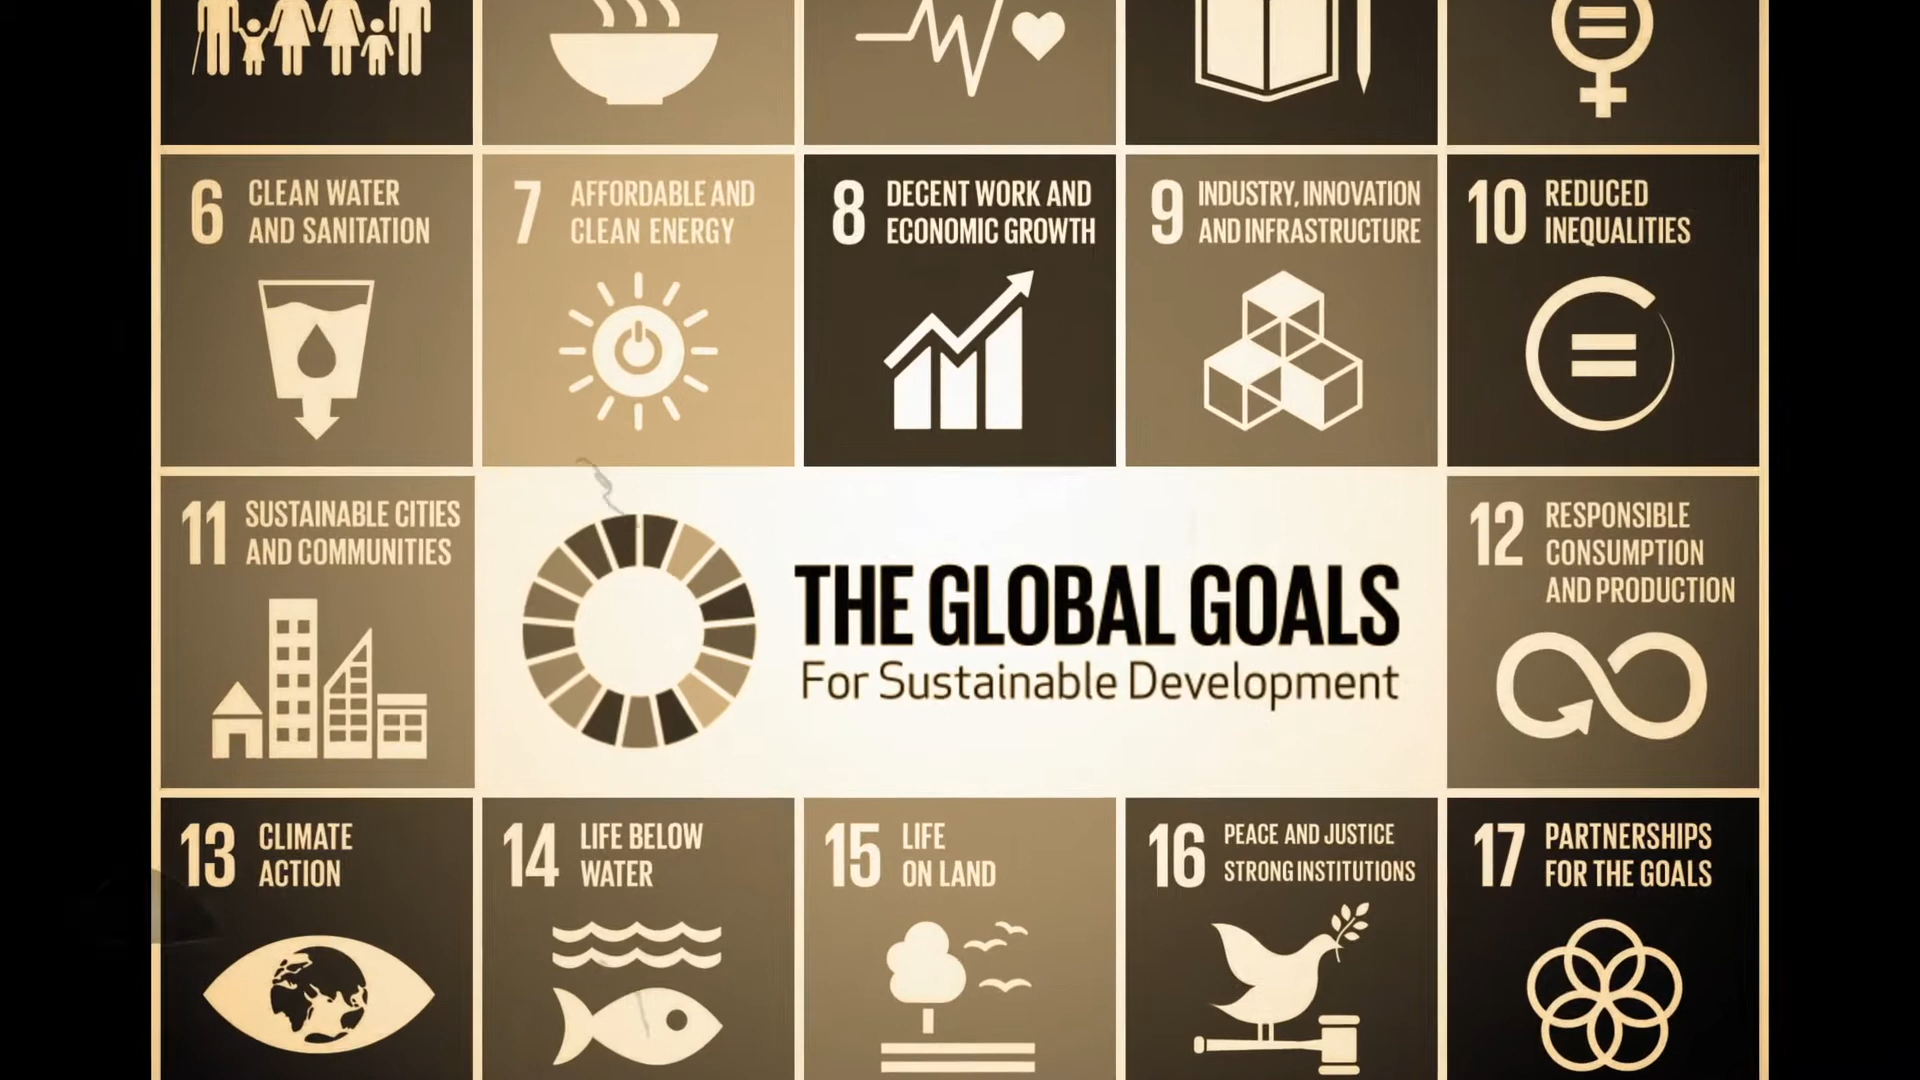 6 CLEAN WATER
AND SANITATION
7 AFFORDABLE AND
CLEAN ENERGY
8 DECENT WORK AND
ECONOMIC GROWTH
9 INDUSTRY, INNOVATION
AND INFRASTRUCTURE
10 REDUCED
INEQUALITIES
11 SUSTAINABLE CITIES
AND COMMUNITIES
THE GLOBAL GOALS
For Sustainable Development
12 RESPONSIBLE
CONSUMPTION
AND PRODUCTION
13 CLIMATE
ACTION
14 LIFE BELOW
WATER
15 LIFE
ON LAND
16 PEACE AND JUSTICE
STRONG INSTITUTIONS
17 PARTNERSHIPS
FOR THE GOALS